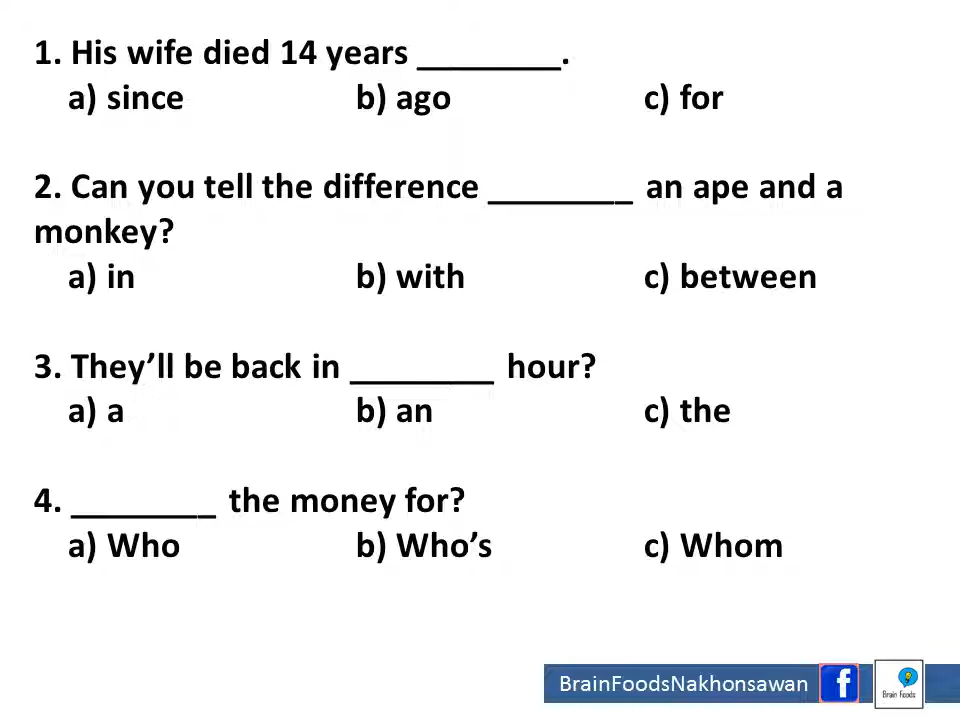 1. His wife died 14 years ________.
a) since b) ago c) for
2. Can you tell the difference ________ an ape and a
monkey?
a) in b) with c) between
3. They’ll be back in ________ hour?
a) a b) an c) the
4. ________ the money for?
a) Who b) Who’s c) Whom
BrainFoodsNakhonsawan f Brain Foods